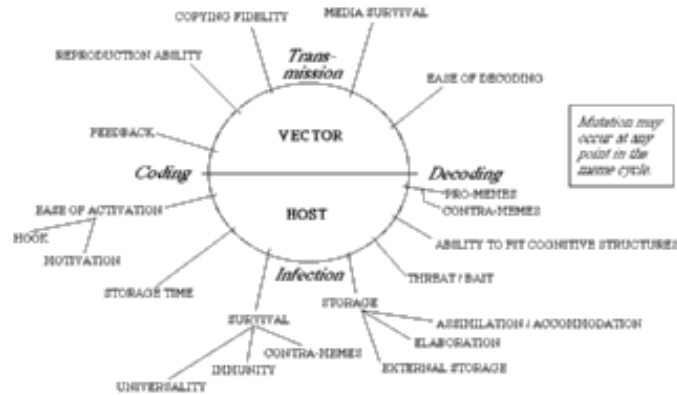 MEDIA SURVIVAL
COPYING FIDELITY
REPRODUCTION ABILITY
Trans-
mission
EASE OF DECODING
FEEDBACK
VECTOR
Mutation may
occur at any
point in the
meme cycle.
Coding
Decoding
PRO-MEMES
CONTRA-MEMES
EASE OF ACTIVATION
HOST
HOOK
MOTIVATION
ABILITY TO FIT COGNITIVE STRUCTURES
Infection
THREAT / BAIT
STORAGE TIME
STORAGE
SURVIVAL
ASSIMILATION / ACCOMMODATION
ELABORATION
CONTRA-MEMES
IMMUNITY
EXTERNAL STORAGE
UNIVERSALITY